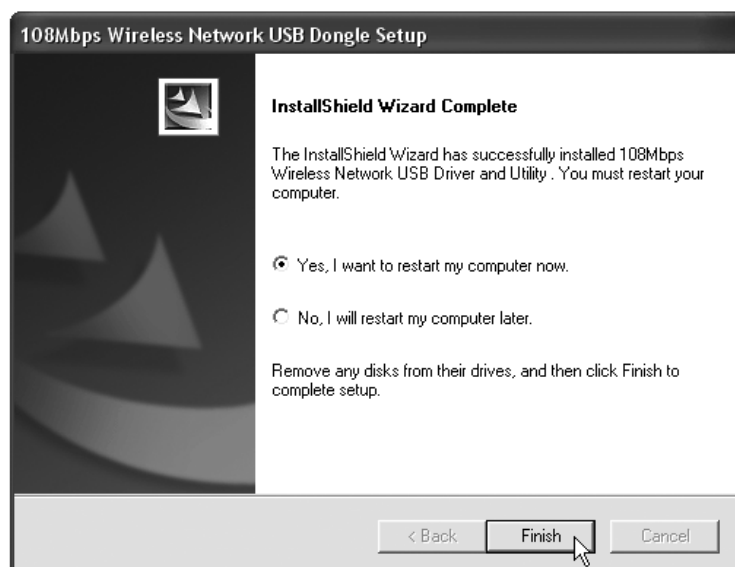 108Mbps Wireless Network USB Dongle Setup
InstallShield Wizard Complete
The InstallShield Wizard has successfully installed 108Mbps
Wireless Network USB Driver and Utility . You must restart your
computer.
Yes, I want to restart my computer now.
No, I will restart my computer later.
Remove any disks from their drives, and then click Finish to
complete setup.
< Back Finish Cancel